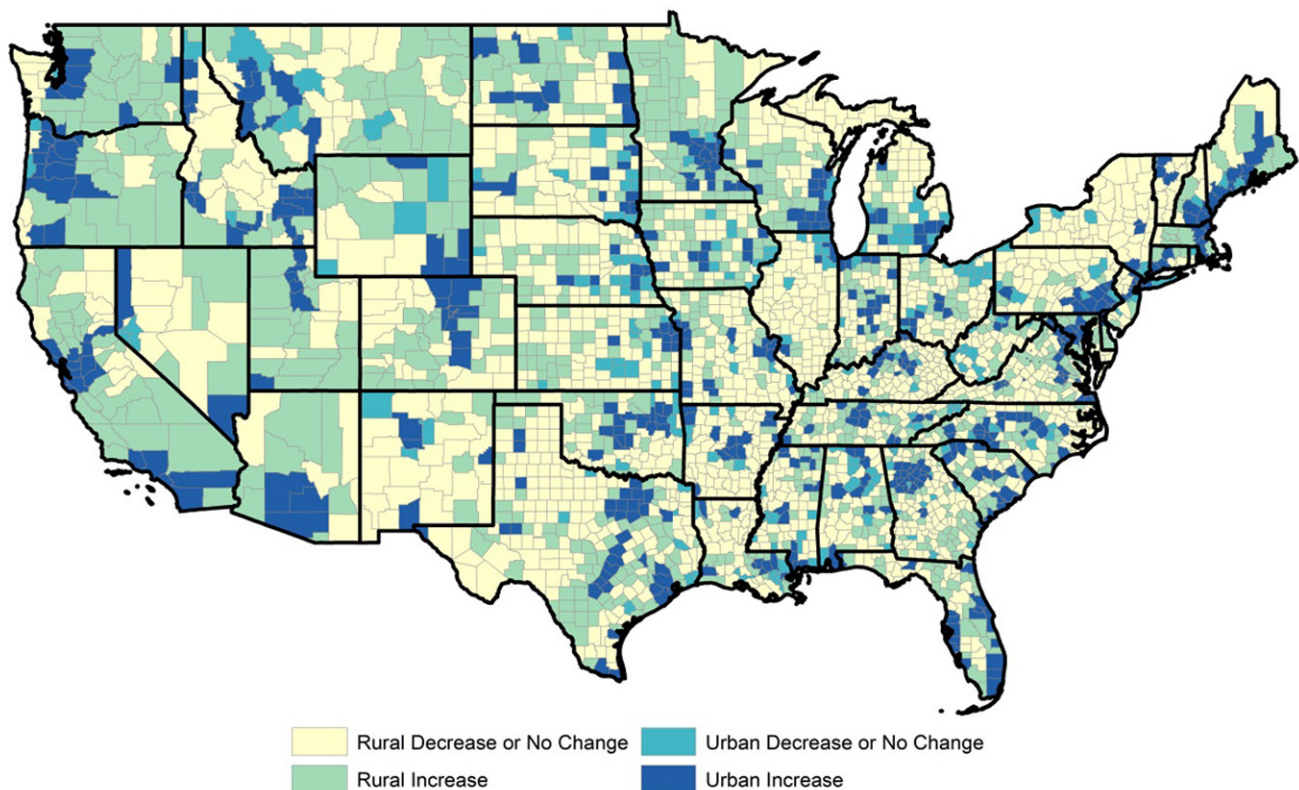 Rural Decrease or No Change
Urban Decrease or No Change
Rural Increase
Urban Increase